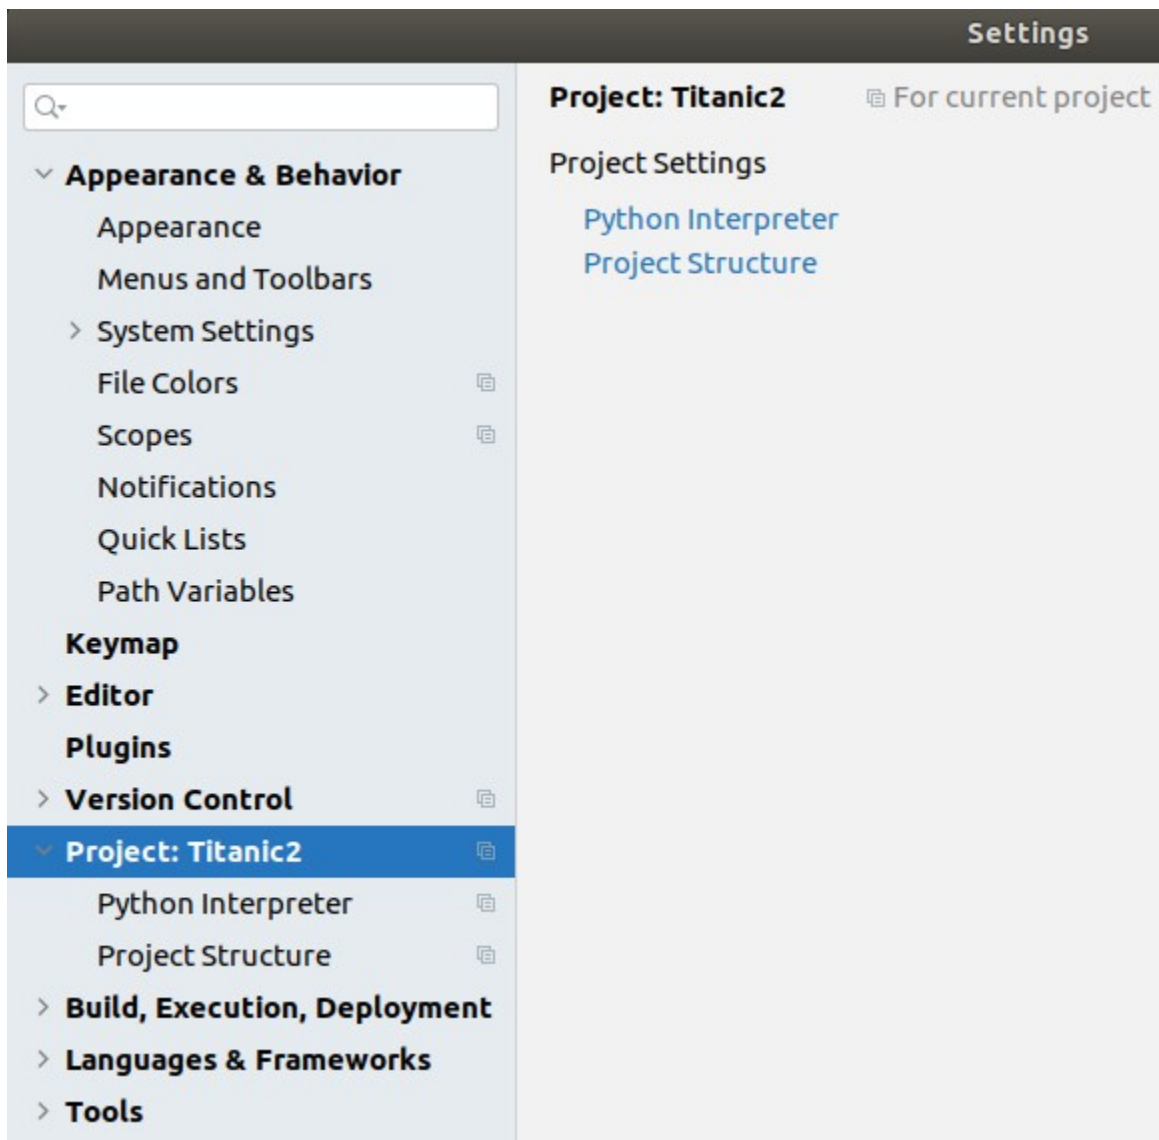 Settings
Appearance & Behavior
Appearance
Menus and Toolbars
System Settings
File Colors
Scopes
Notifications
Quick Lists
Path Variables
Keymap
Editor
Plugins
Version Control
Project: Titanic2
Python Interpreter
Project Structure
Build, Execution, Deployment
Languages & Frameworks
Tools
Project: Titanic2 For current project
Project Settings
Python Interpreter
Project Structure